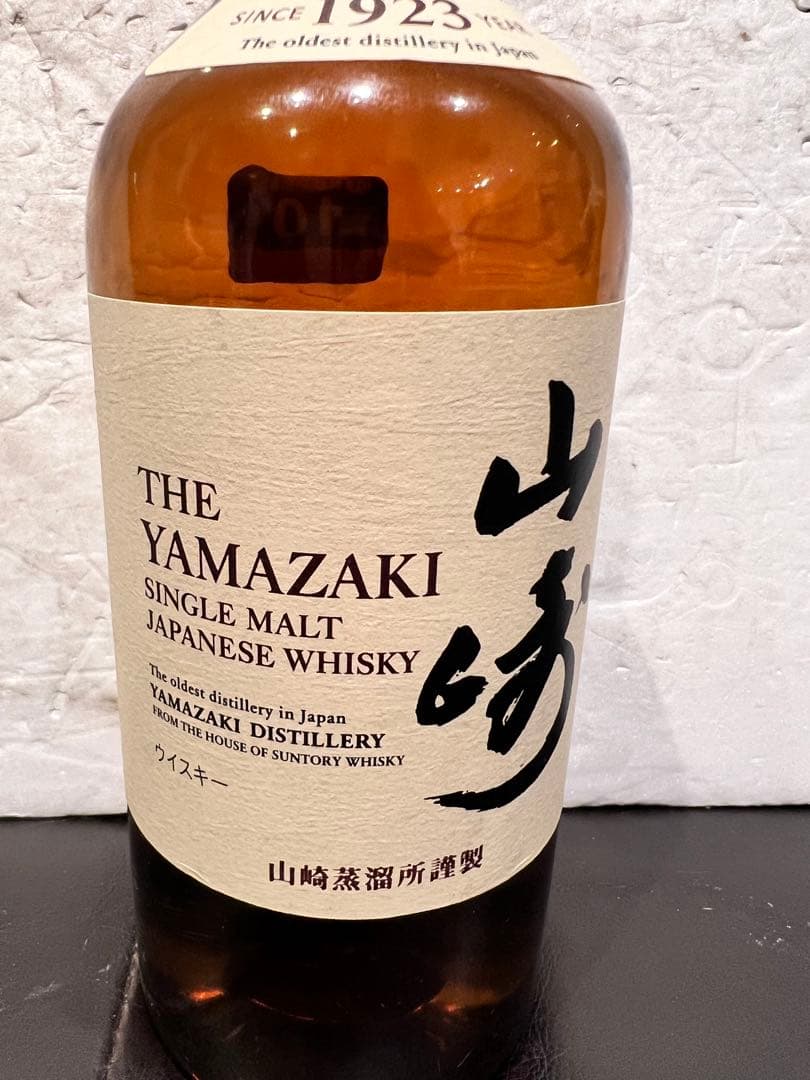 SINCE 1923 YEAR
The oldest distillery in Japan
山崎
THE
YAMAZAKI
SINGLE MALT
JAPANESE WHISKY
The oldest distillery in Japan
YAMAZAKI DISTILLERY
FROM THE HOUSE OF SUNTORY WHISKY
ウイスキー
山崎蒸溜所謹製